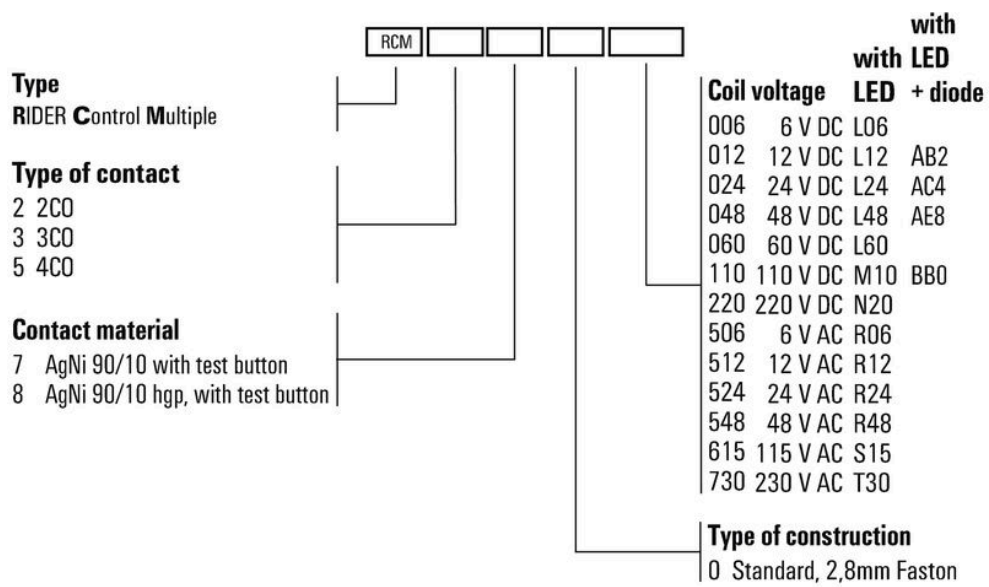 RCM
Type
RIDER Control Multiple
Type of contact
2 2CO
3 3CO
5 4CO
Contact material
7 AgNi 90/10 with test button
8 AgNi 90/10 hgp, with test button
with
with LED
Coil voltage LED + diode
006 6 V DC L06
012 12 V DC L12 AB2
024 24 V DC L24 AC4
048 48 V DC L48 AE8
060 60 V DC L60
110 110 V DC M10 BB0
220 220 V DC N20
506 6 V AC R06
512 12 V AC R12
524 24 V AC R24
548 48 V AC R48
615 115 V AC S15
730 230 V AC T30
Type of construction
0 Standard, 2,8mm Faston